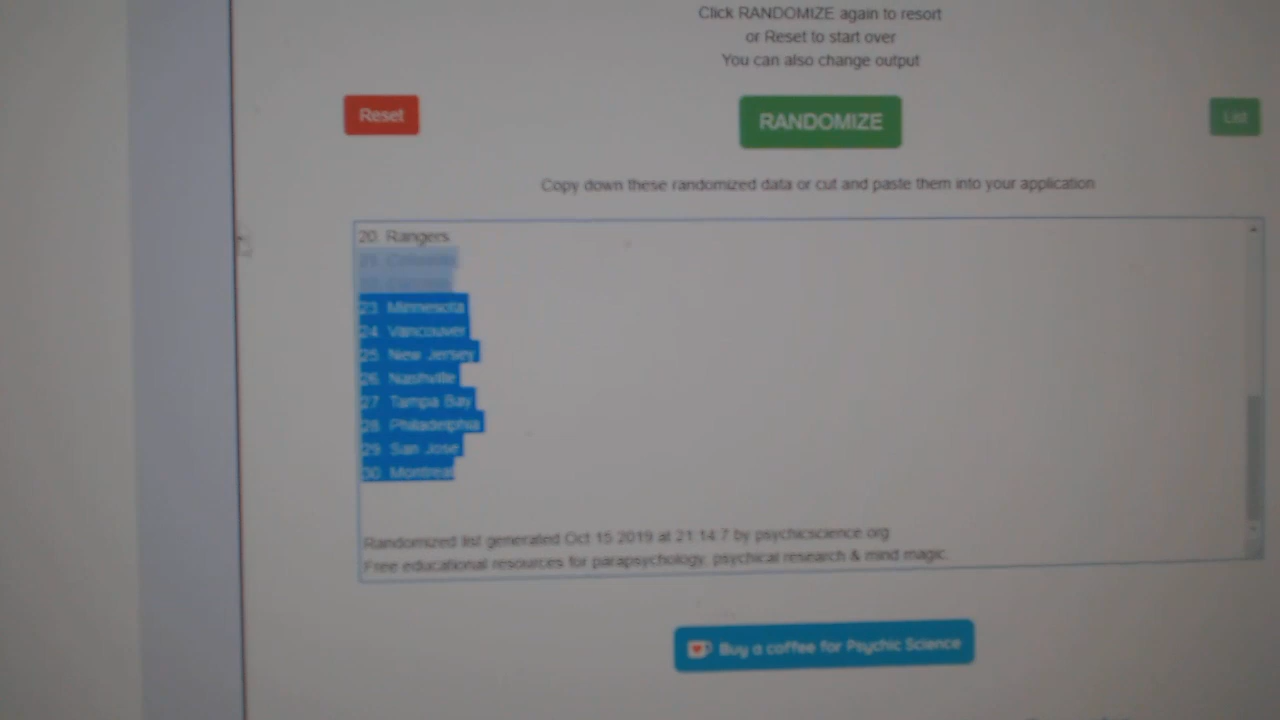 Click RANDOMIZE again to resort
or Reset to start over
You can also change output
Reset
RANDOMIZE
List
Copy down these randomized data or cut and paste them into your application
20. Rangers
21. Colorado
23. Minnesota
24. Vancouver
25. New Jersey
26. Nashville
27. Tampa Bay
28. Philadelphia
29. San Jose
30. Montreal
Randomized list generated Oct 15 2019 at 21:14:7 by psychicscience.org
Free educational resources for parapsychology, psychical research & mind magic.
Buy a coffee for Psychic Science